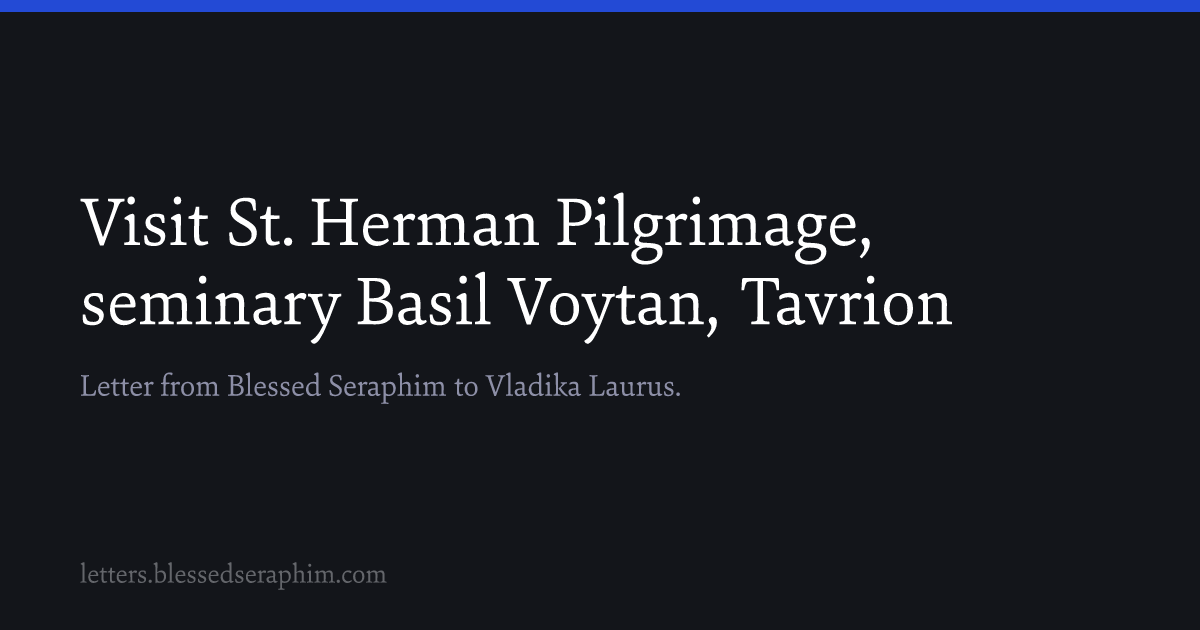 Visit St. Herman Pilgrimage,
seminary Basil Voytan, Tavrion
Letter from Blessed Seraphim to Vladika Laurus.
letters.blessedseraphim.com